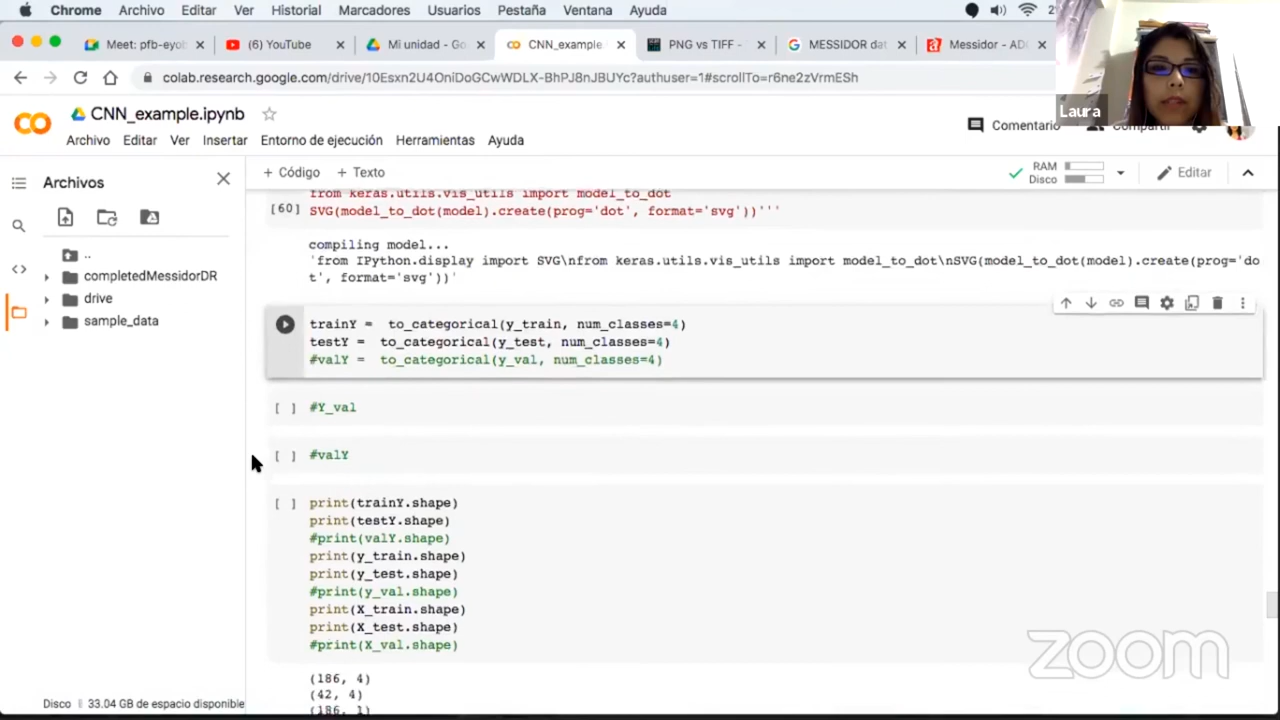 Chrome Archivo Editar Ver Historial Marcadores Usuarios Pestaña Ventana Ayuda
Meet: pfb-eyol
(6) YouTube
Mi unidad - Go
CNN_example.
PNG vs TIFF -
MESSIDOR dat
Messidor - AD
colab.research.google.com/drive/10Esxn2U4OniDoGCwWDLX-BhPJ8nJBUYc?authuser=1#scrollTo=r6ne2zVrmESh
Laura
CNN_example.ipynb
Comentario
Compartir
Archivo Editar Ver Insertar Entorno de ejecución Herramientas Ayuda
Archivos
+ Código + Texto
RAM
Disco
Editar
..
completedMessidorDR
drive
sample_data
from keras.utils.vis_utils import model_to_dot
[60] SVG(model_to_dot(model).create(prog='dot', format='svg'))'''
compiling model...
'from IPython.display import SVG\nfrom keras.utils.vis_utils import model_to_dot\nSVG(model_to_dot(model).create(prog='do
t', format='svg'))'
trainY =  to_categorical(y_train, num_classes=4)
testY =  to_categorical(y_test, num_classes=4)
#valY =  to_categorical(y_val, num_classes=4)
[ ] #Y_val
[ ] #valY
[ ] print(trainY.shape)
print(testY.shape)
#print(valY.shape)
print(y_train.shape)
print(y_test.shape)
#print(y_val.shape)
print(X_train.shape)
print(X_test.shape)
#print(X_val.shape)
(186, 4)
(42, 4)
(186, 1)
Disco 33.04 GB de espacio disponible
zoom